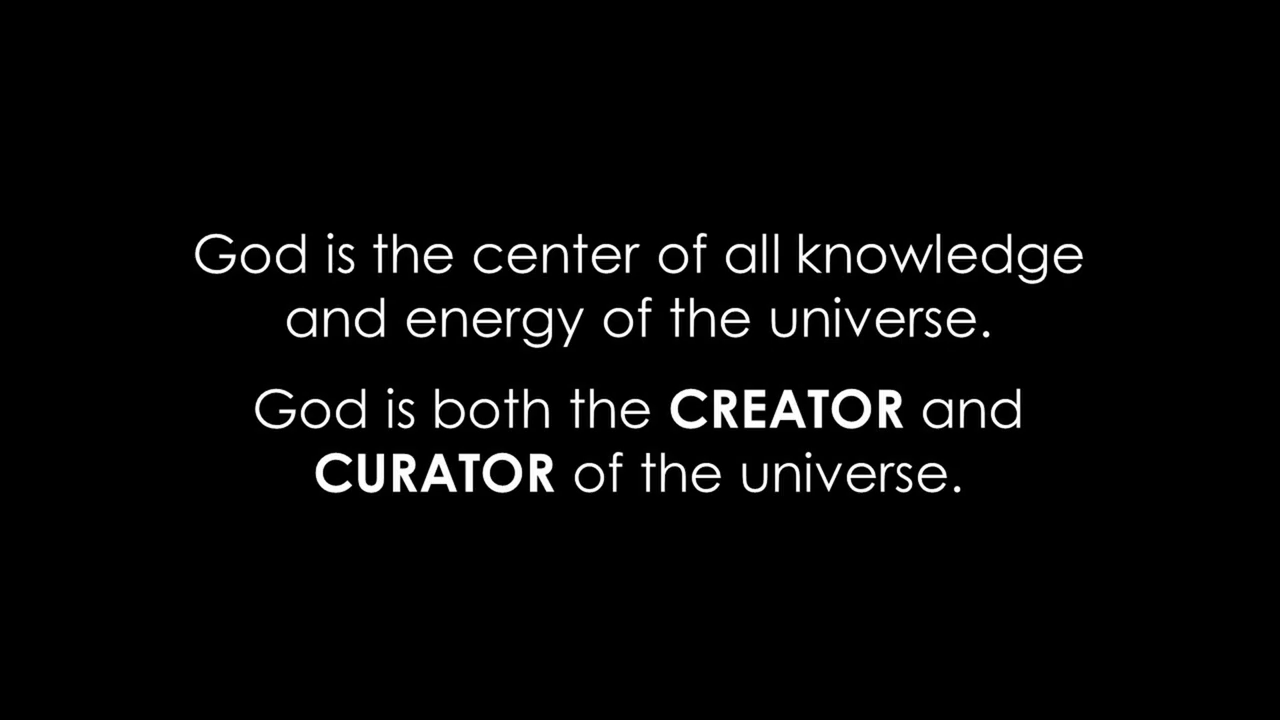 God is the center of all knowledge
and energy of the universe.
God is both the CREATOR and
CURATOR of the universe.